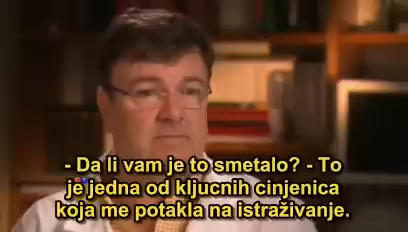 - Da li vam je to smetalo? - To
je jedna od kljucnih cinjenica
koja me potakla na istraživanje.